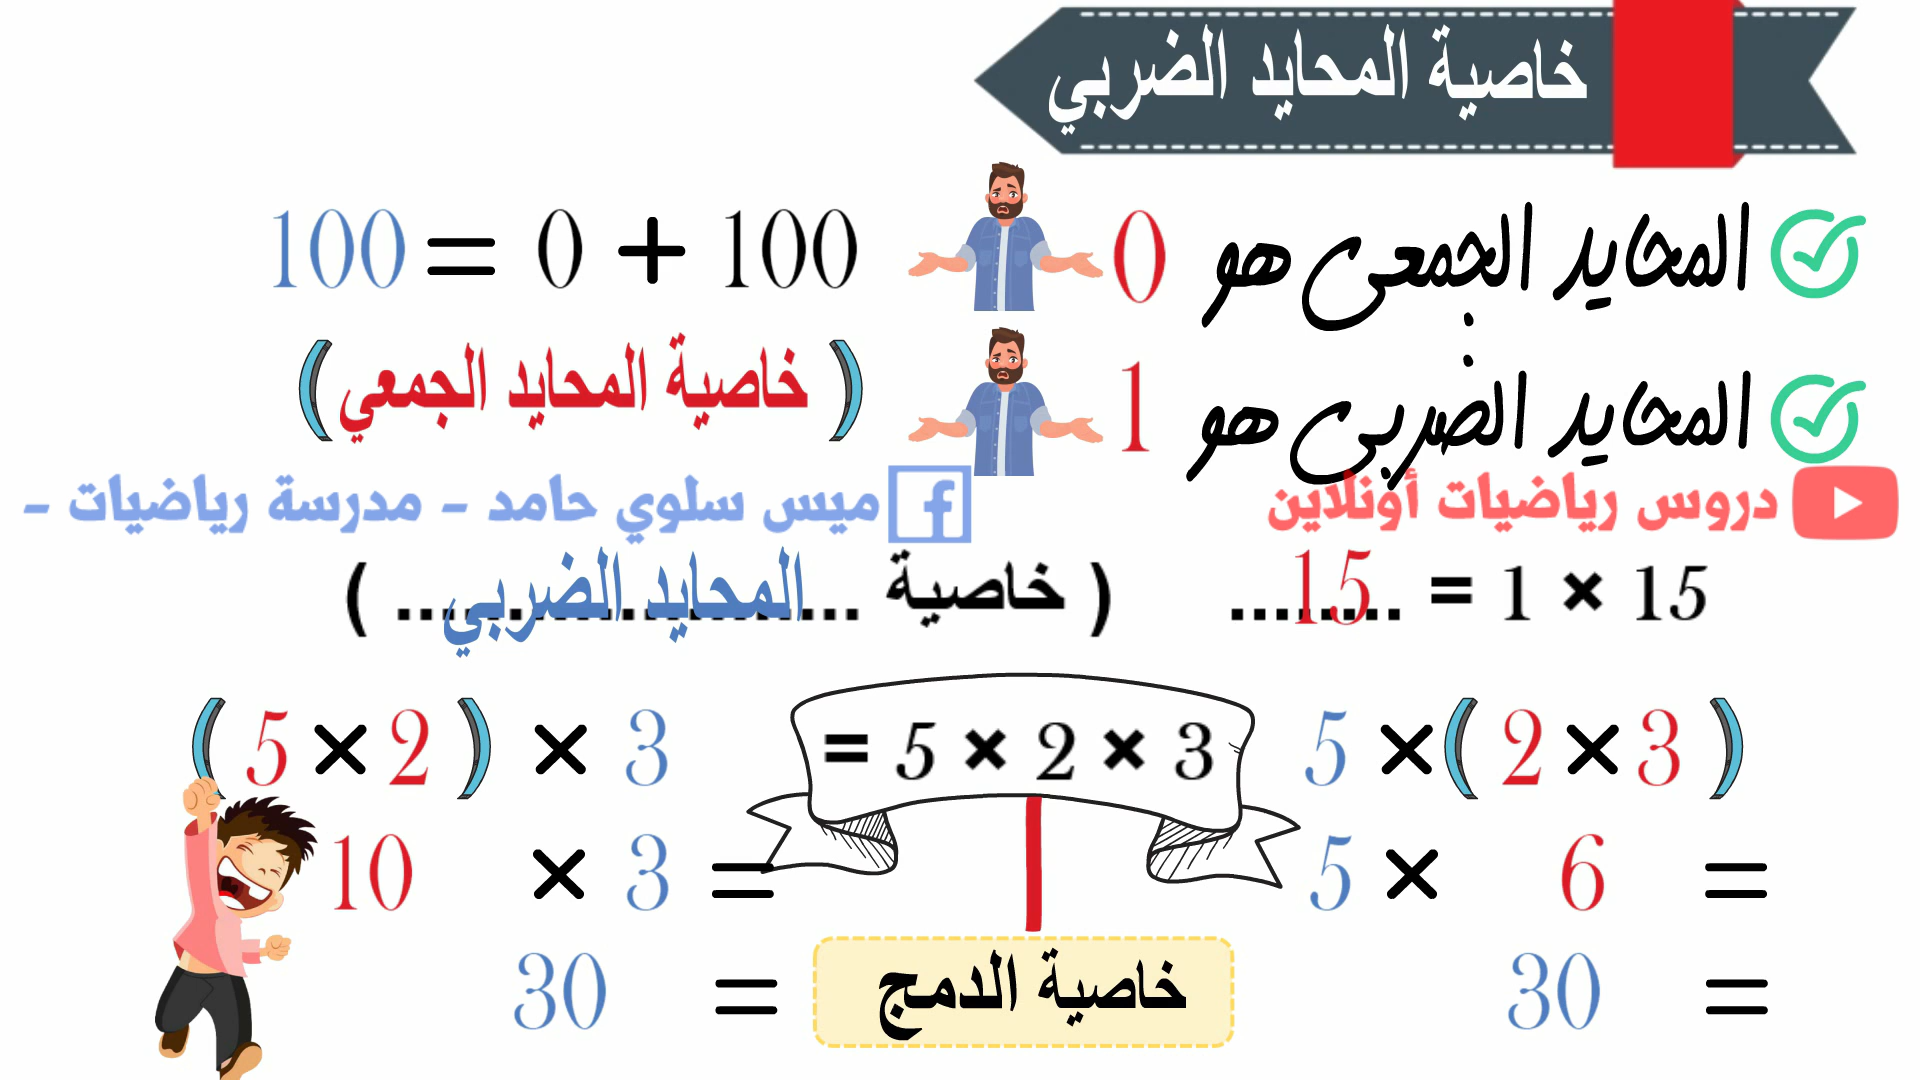 خاصية المحايد الضربي
المحايد الجمعى هو 0
100 + 0 = 100
المحايد الضربى هو 1
(خاصية المحايد الجمعي)
دروس رياضيات أونلاين
ميس سلوي حامد - مدرسة رياضيات -
15 × 1 = ........ 15
( خاصية .................... المحايد الضربي )
( 3 × 2 ) × 5
3 × 2 × 5 =
3 × ( 2 × 5 )
= 6 × 5
= 3 × 10
= 30
خاصية الدمج
= 30